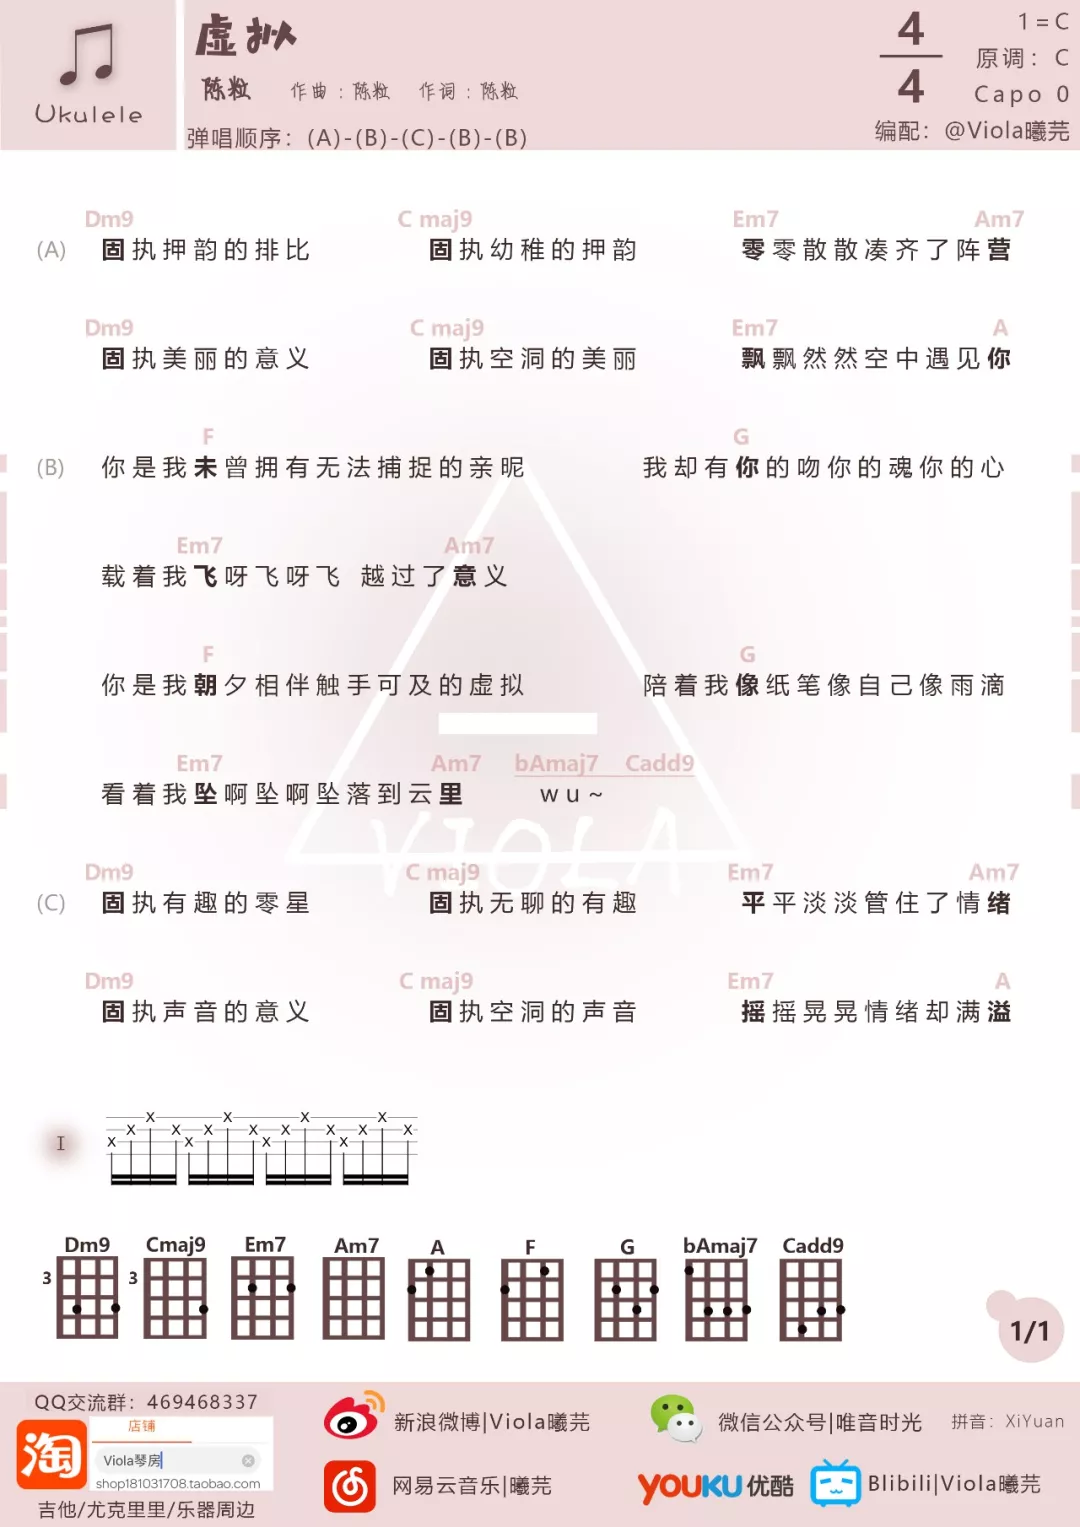 Ukulele
虚拟
陈粒 作曲：陈粒 作词：陈粒
弹唱顺序：(A)-(B)-(C)-(B)-(B)
4
4
1=C
原调：C
Capo 0
编配：@Viola曦芫
Dm9 C maj9 Em7 Am7
(A) 固执押韵的排比 固执幼稚的押韵 零零散散凑齐了阵营
Dm9 C maj9 Em7 A
固执美丽的意义 固执空洞的美丽 飘飘然然空中遇见你
F G
(B) 你是我未曾拥有无法捕捉的亲昵 我却有你的吻你的魂你的心
Em7 Am7
载着我飞呀飞呀飞 越过了意义
F G
你是我朝夕相伴触手可及的虚拟 陪着我像纸笔像自己像雨滴
Em7 Am7 bAmaj7 Cadd9
看着我坠啊坠啊坠落到云里 wu~
VIOLA
Dm9 C maj9 Em7 Am7
(C) 固执有趣的零星 固执无聊的有趣 平平淡淡管住了情绪
Dm9 C maj9 Em7 A
固执声音的意义 固执空洞的声音 摇摇晃晃情绪却满溢
I x x x x x x x x x x x x x x x x
Dm9 Cmaj9 Em7 Am7 A F G bAmaj7 Cadd9
3 3
1/1
QQ交流群：469468337
淘
店铺
Viola琴房
shop181031708.taobao.com
吉他/尤克里里/乐器周边
新浪微博|Viola曦芫
微信公众号|唯音时光 拼音：XiYuan
网易云音乐|曦芫
YOUKU优酷
Blibili|Viola曦芫